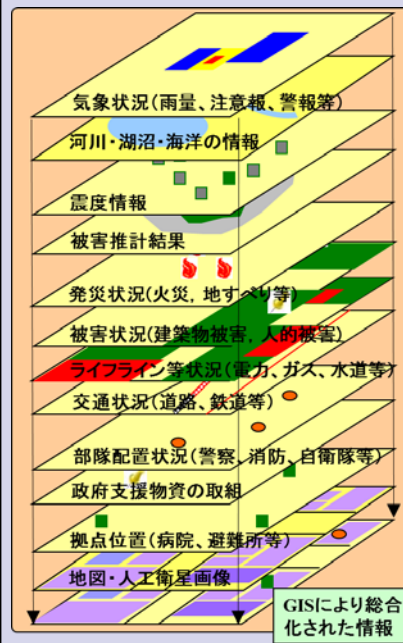 気象状況(雨量、注意報、警報等)
河川・湖沼・海洋の情報
震度情報
被害推計結果
発災状況(火災，地すべり等)
被害状況(建築物被害，人的被害)
ライフライン等状況(電力、ガス、水道等)
交通状況(道路、鉄道等)
部隊配置状況(警察、消防、自衛隊等)
政府支援物資の取組
拠点位置(病院、避難所等)
地図・人工衛星画像
GISにより総合
化された情報